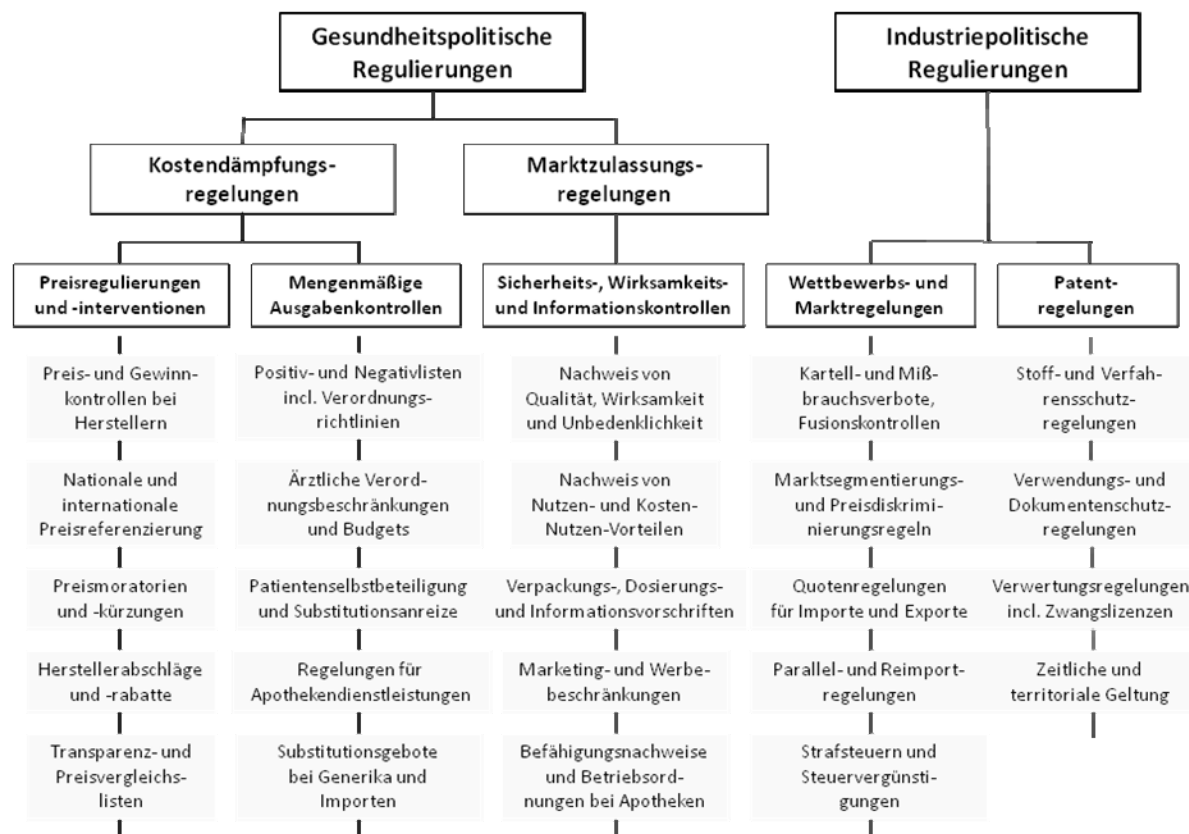 Gesundheitspolitische
Regulierungen
Industriepolitische
Regulierungen
Kostendämpfungs-
regelungen
Marktzulassungs-
regelungen
Preisregulierungen
und -interventionen
Mengenmäßige
Ausgabenkontrollen
Sicherheits-, Wirksamkeits-
und Informationskontrollen
Wettbewerbs- und
Marktregelungen
Patent-
regelungen
Preis- und Gewinn-
kontrollen bei
Herstellern
Nationale und
internationale
Preisreferenzierung
Preismoratorien
und -kürzungen
Herstellerabschläge
und -rabatte
Transparenz- und
Preisvergleichs-
listen
Positiv- und Negativlisten
incl. Verordnungs-
richtlinien
Ärztliche Verord-
nungsbeschränkungen
und Budgets
Patientenselbstbeteiligung
und Substitutionsanreize
Regelungen für
Apothekendienstleistungen
Substitutionsgebote
bei Generika und
Importen
Nachweis von
Qualität, Wirksamkeit
und Unbedenklichkeit
Nachweis von
Nutzen- und Kosten-
Nutzen-Vorteilen
Verpackungs-, Dosierungs-
und Informationsvorschriften
Marketing- und Werbe-
beschränkungen
Befähigungsnachweise
und Betriebsord-
nungen bei Apotheken
Kartell- und Miß-
brauchsverbote,
Fusionskontrollen
Marktsegmentierungs-
und Preisdiskrimi-
nierungsregeln
Quotenregelungen
für Importe und Exporte
Parallel- und Reimport-
regelungen
Strafsteuern und
Steuervergünsti-
gungen
Stoff- und Verfah-
rensschutz-
regelungen
Verwendungs- und
Dokumentenschutz-
regelungen
Verwertungsregelungen
incl. Zwangslizenzen
Zeitliche und
territoriale Geltung